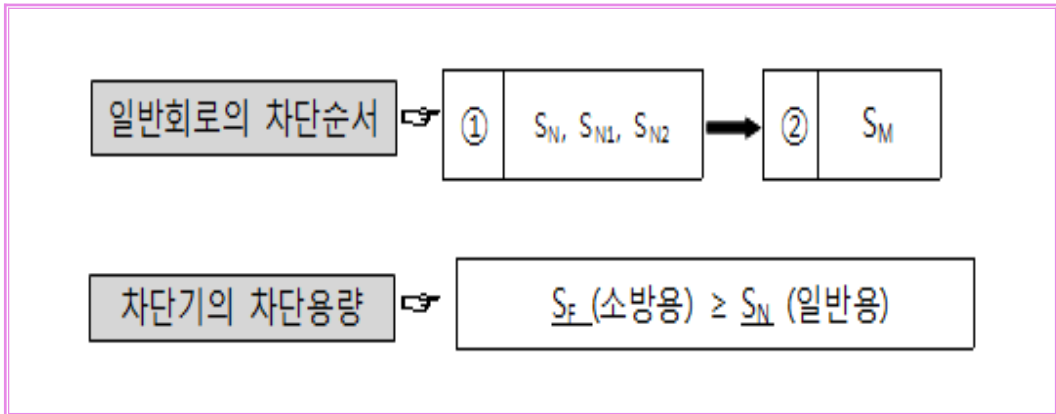 일반회로의 차단순서 ☞ ① S_N, S_N1, S_N2 → ② S_M
차단기의 차단용량 ☞ S_F (소방용) ≥ S_N (일반용)